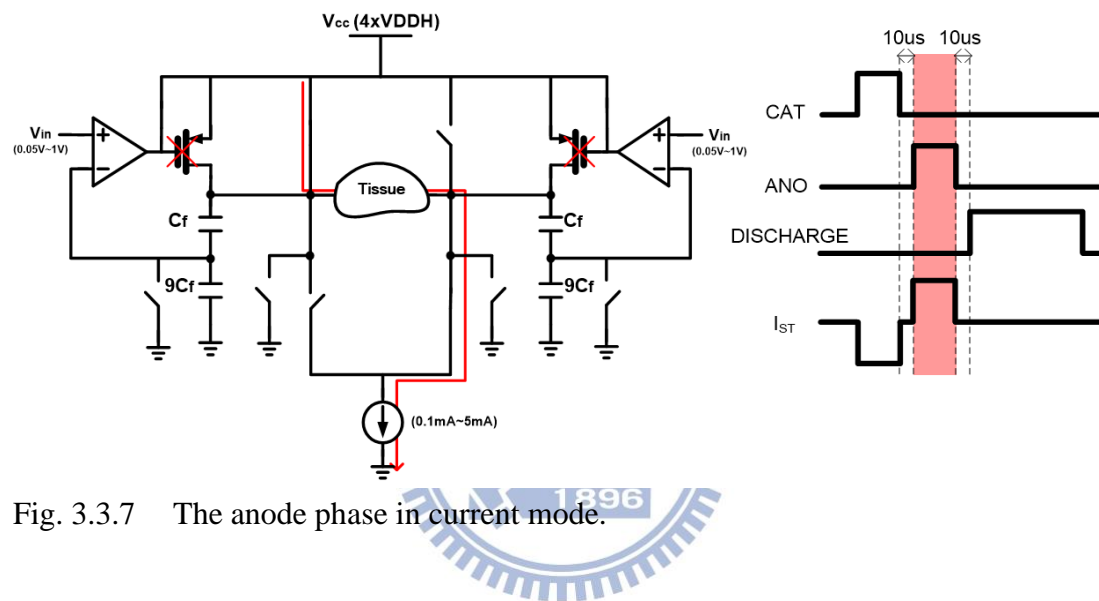 Vcc (4xVDDH)
Vin
(0.05V~1V)
+
−
Tissue
Cf
9Cf
+
−
Vin
(0.05V~1V)
Cf
9Cf
(0.1mA~5mA)
10us 10us
CAT
ANO
DISCHARGE
IST
1896
Fig. 3.3.7 The anode phase in current mode.